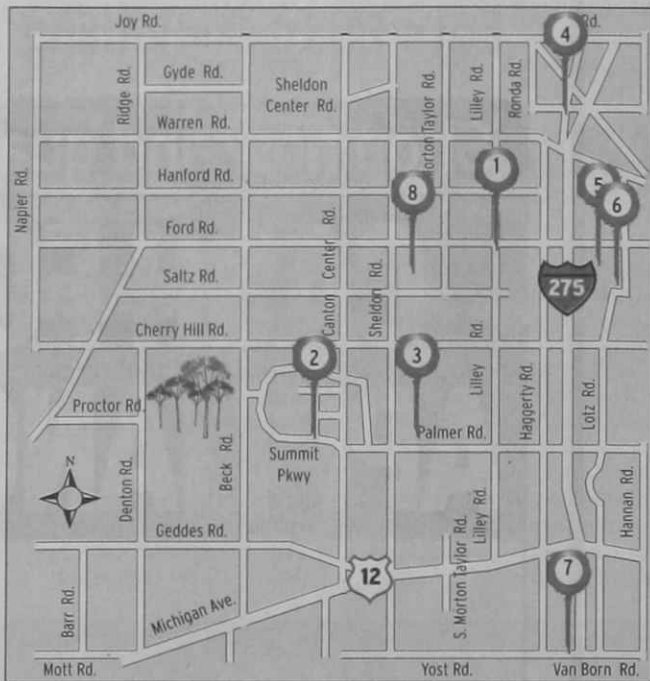 Joy Rd.
Rd.
4
Gyde Rd.
Sheldon
Center Rd.
Ridge Rd.
Warren Rd.
Morton Taylor Rd.
Lilley Rd.
Ronda Rd.
Napier Rd.
Hanford Rd.
1
5
8
6
Ford Rd.
Canton Center Rd.
Saltz Rd.
Sheldon Rd.
275
Cherry Hill Rd.
2
3
Lilley Rd.
Haggerty Rd.
Lotz Rd.
Proctor Rd.
Palmer Rd.
Beck Rd.
Summit
Pkwy
N
Denton Rd.
Hannan Rd.
Geddes Rd.
S. Morton Taylor Rd.
Lilley Rd.
12
7
Barr Rd.
Michigan Ave.
Mott Rd.
Yost Rd.
Van Born Rd.